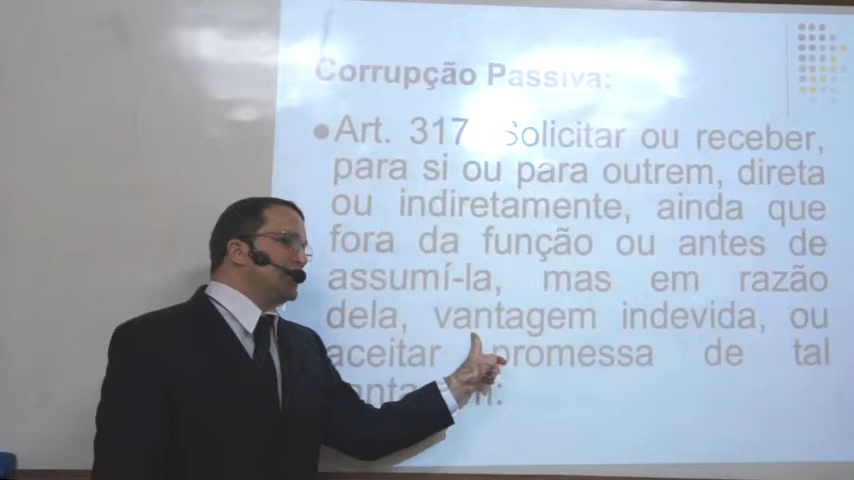 Corrupção Passiva:
Art. 317 Solicitar ou receber,
para si ou para outrem, direta
ou indiretamente, ainda que
fora da função ou antes de
assumí-la, mas em razão
dela, vantagem indevida, ou
aceitar promessa de tal